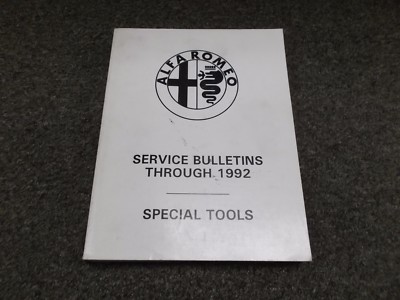 ALFA ROMEO
SERVICE BULLETINS
THROUGH 1992
SPECIAL TOOLS